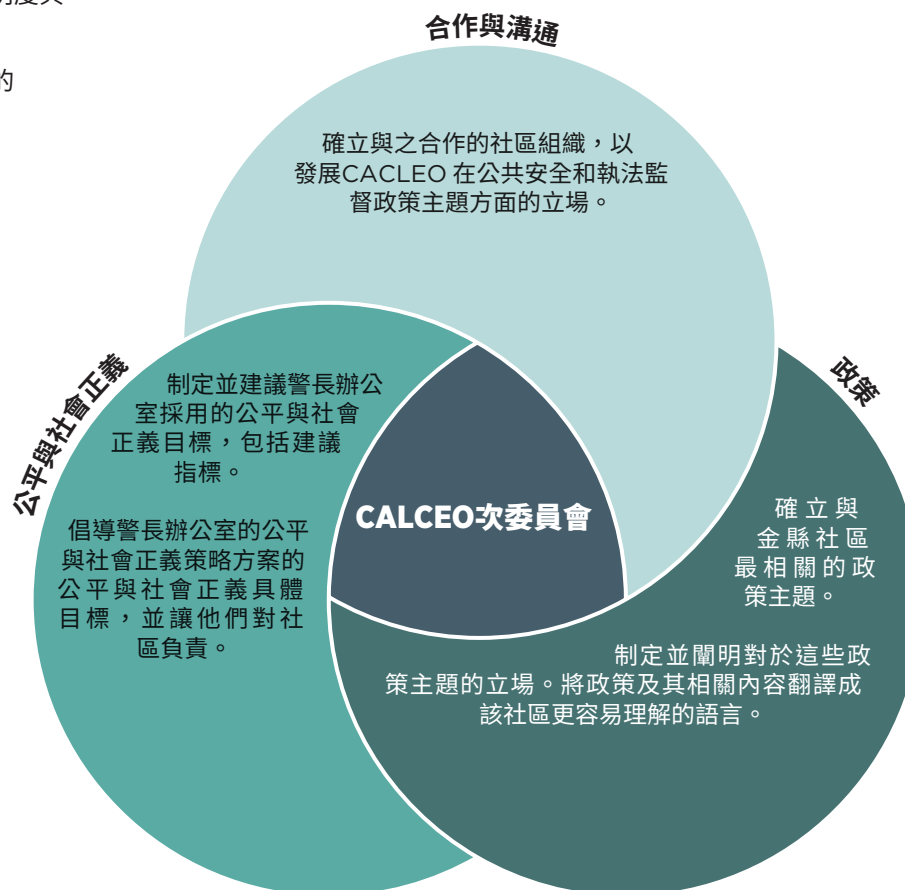 的
合作與溝通
確立與之合作的社區組織，以
發展CACLEO 在公共安全和執法監
督政策主題方面的立場。
公平與社會正義
制定並建議警長辦公
室採用的公平與社會
正義目標，包括建議
指標。
倡導警長辦公室的公平
與社會正義策略方案的
公平與社會正義具體
目標，並讓他們對社
區負責。
CALCEO次委員會
政策
確立與
金縣社區
最相關的政
策主題。
制定並闡明對於這些政
策主題的立場。將政策及其相關內容翻譯成
該社區更容易理解的語言。